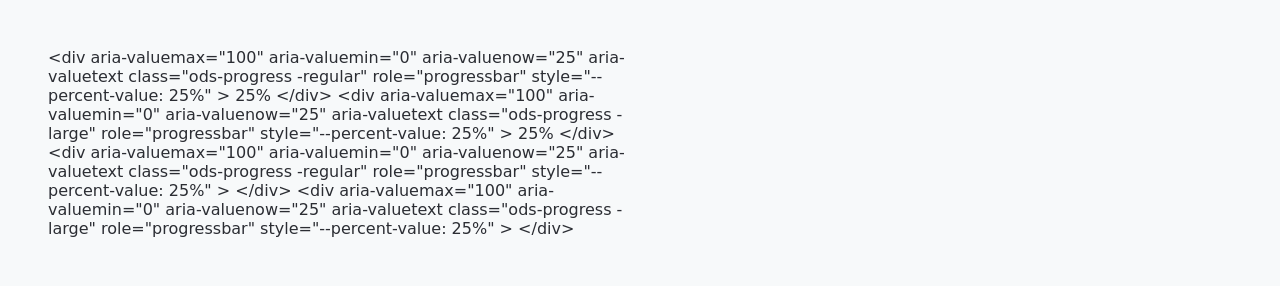 <div aria-valuemax="100" aria-valuemin="0" aria-valuenow="25" aria-
valuetext class="ods-progress -regular" role="progressbar" style="--
percent-value: 25%" > 25% </div> <div aria-valuemax="100" aria-
valuemin="0" aria-valuenow="25" aria-valuetext class="ods-progress -
large" role="progressbar" style="--percent-value: 25%" > 25% </div>
<div aria-valuemax="100" aria-valuemin="0" aria-valuenow="25" aria-
valuetext class="ods-progress -regular" role="progressbar" style="--
percent-value: 25%" > </div> <div aria-valuemax="100" aria-
valuemin="0" aria-valuenow="25" aria-valuetext class="ods-progress -
large" role="progressbar" style="--percent-value: 25%" > </div>